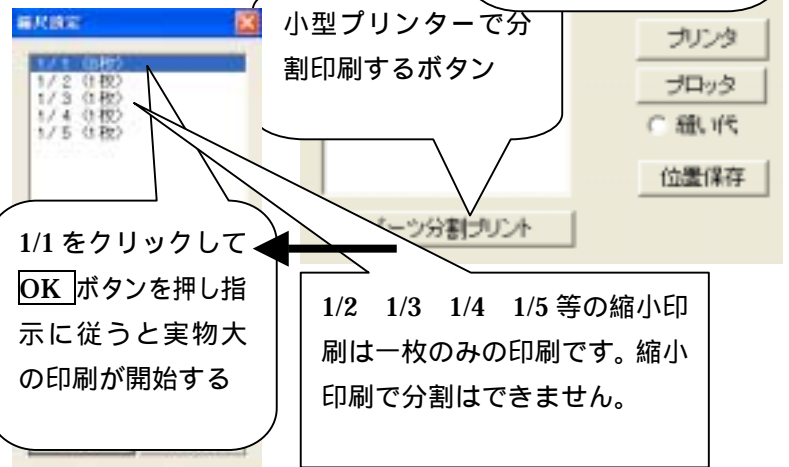 縮尺設定
1/1 (8枚)
1/2 (1枚)
1/3 (1枚)
1/4 (1枚)
1/5 (1枚)
小型プリンターで分
割印刷するボタン
プリンタ
プロッタ
縫い代
位置保存
ーツ分割プリント
1/1 をクリックして
OK ボタンを押し指
示に従うと実物大
の印刷が開始する
1/2 1/3 1/4 1/5 等の縮小印
刷は一枚のみの印刷です。縮小
印刷で分割はできません。